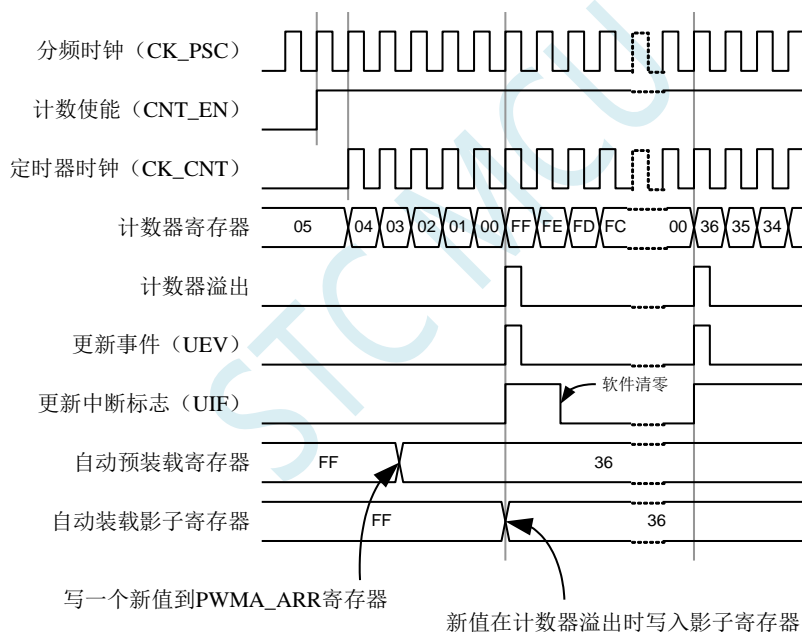 分频时钟（CK_PSC）
计数使能（CNT_EN）
定时器时钟（CK_CNT）
计数器寄存器
05 04 03 02 01 00 FF FE FD FC 00 36 35 34
计数器溢出
更新事件（UEV）
更新中断标志（UIF）
软件清零
自动预装载寄存器
FF 36
自动装载影子寄存器
FF 36
写一个新值到PWMA_ARR寄存器
新值在计数器溢出时写入影子寄存器
STC MCU